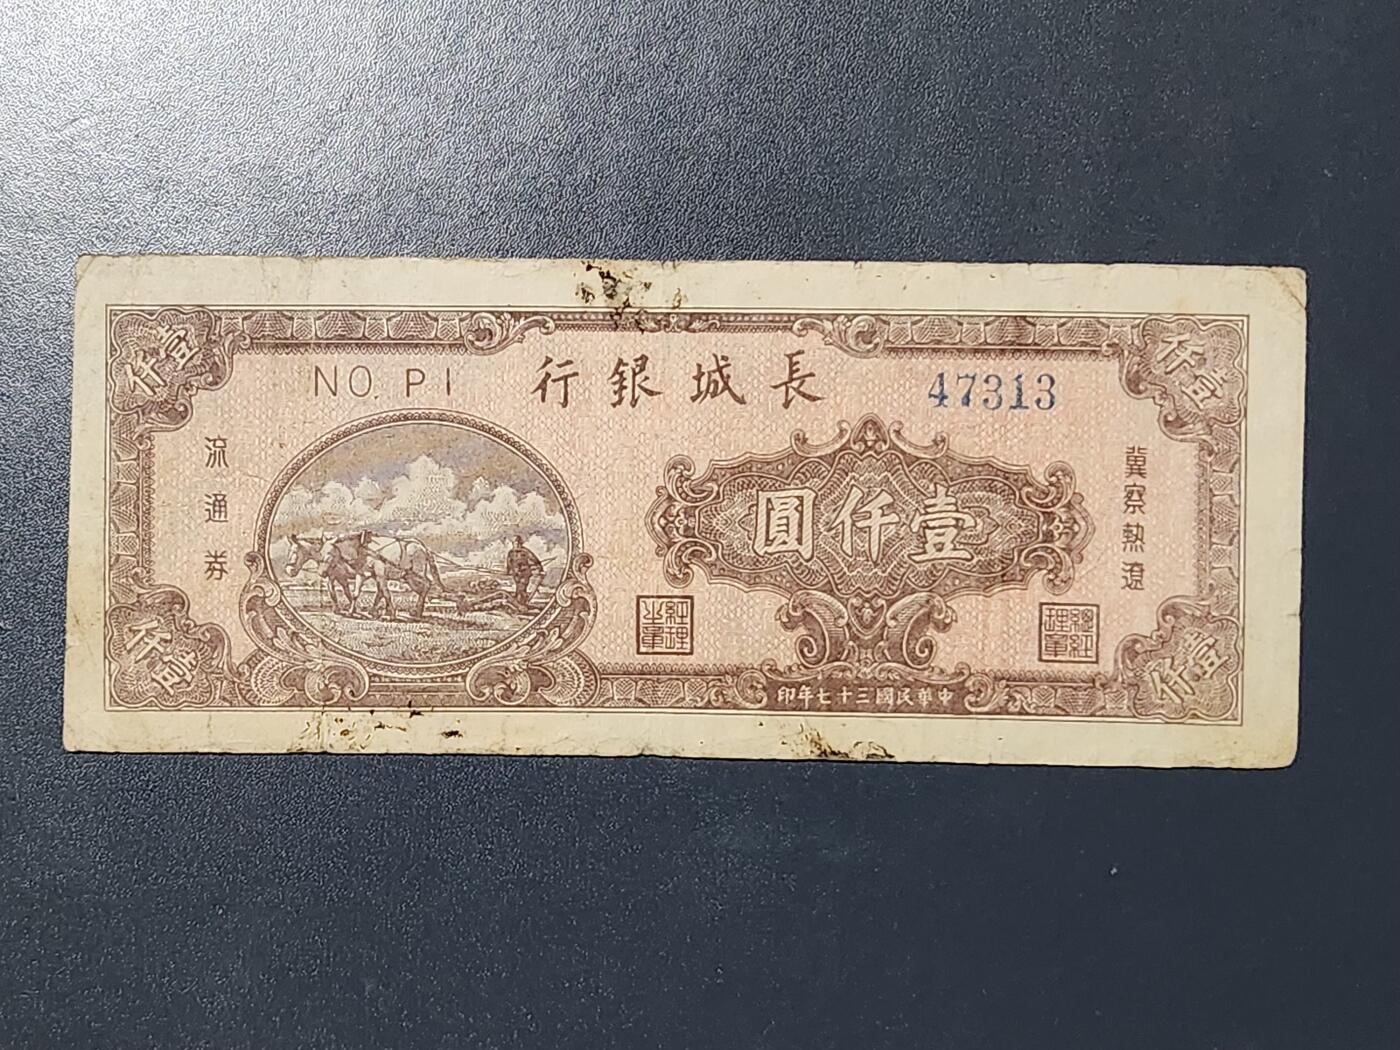 壹仟
仟壹
NO. P1
長城銀行
47313
流通券
冀察熱遼
壹仟圓
經理之章
總經理章
仟壹
壹仟
中華民國三十七年印